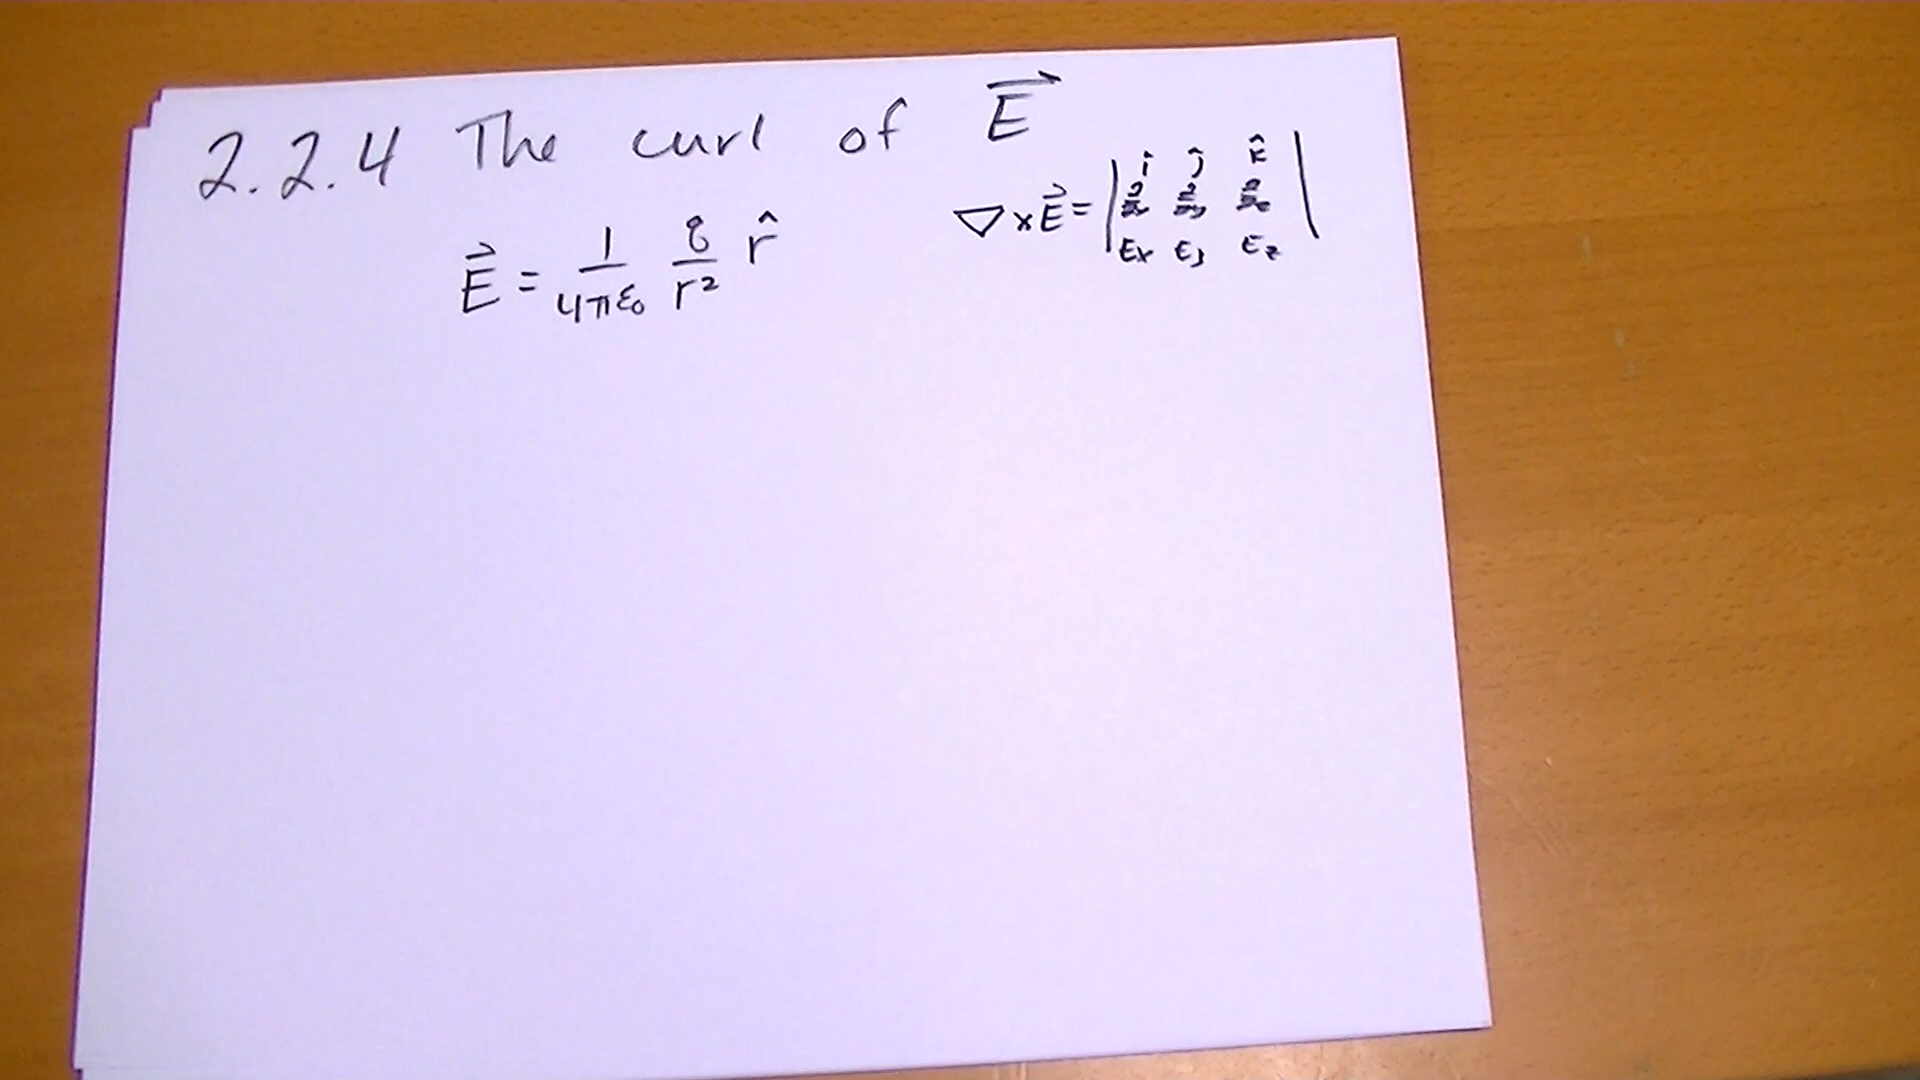 2.2.4 The curl of E⃗
E⃗ = 1/4πε₀ q/r² r̂
∇×E⃗ = | î ĵ k̂ |
| ∂/∂x ∂/∂y ∂/∂z |
| Ex Ey Ez |